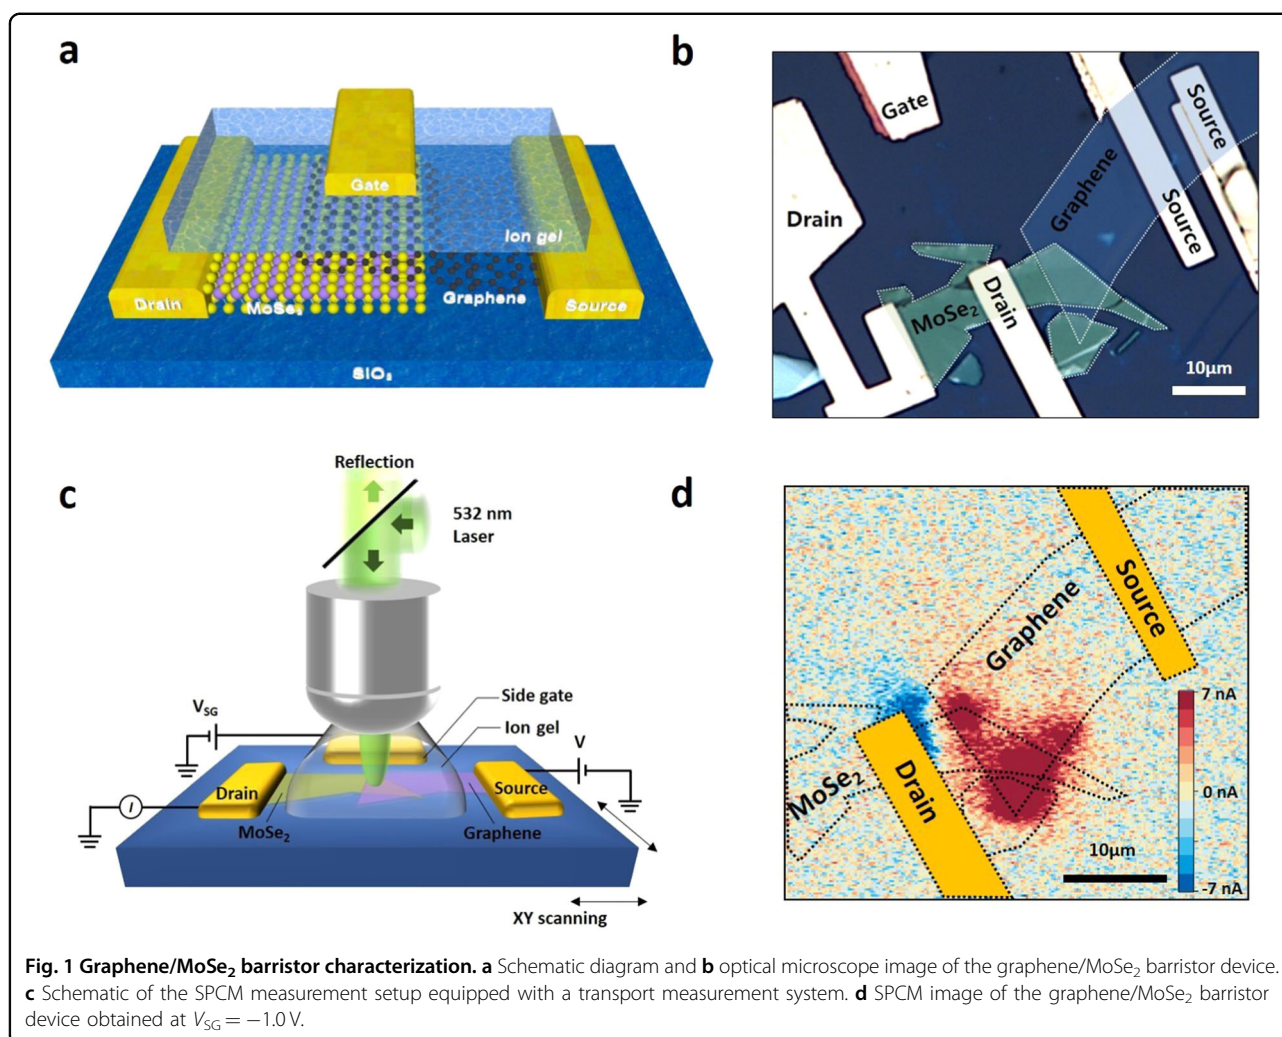 a
Gate
Ion gel
Drain
MoSe₂
Graphene
Source
SiO₂
b
Gate
Source
Graphene
Drain
Source
Drain
MoSe₂
10μm
c
Reflection
532 nm
Laser
Side gate
V_SG
Ion gel
V
Drain
Source
I
MoSe₂
Graphene
XY scanning
d
Source
Graphene
7 nA
MoSe₂
Drain
0 nA
10μm
-7 nA
Fig. 1 Graphene/MoSe₂ barristor characterization. a Schematic diagram and b optical microscope image of the graphene/MoSe₂ barristor device.
c Schematic of the SPCM measurement setup equipped with a transport measurement system. d SPCM image of the graphene/MoSe₂ barristor
device obtained at V_SG = −1.0 V.